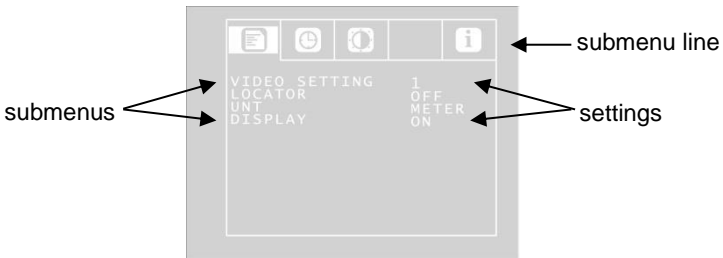 submenu line
VIDEO SETTING 1
LOCATOR OFF
UNT METER
DISPLAY ON
submenus
settings
i